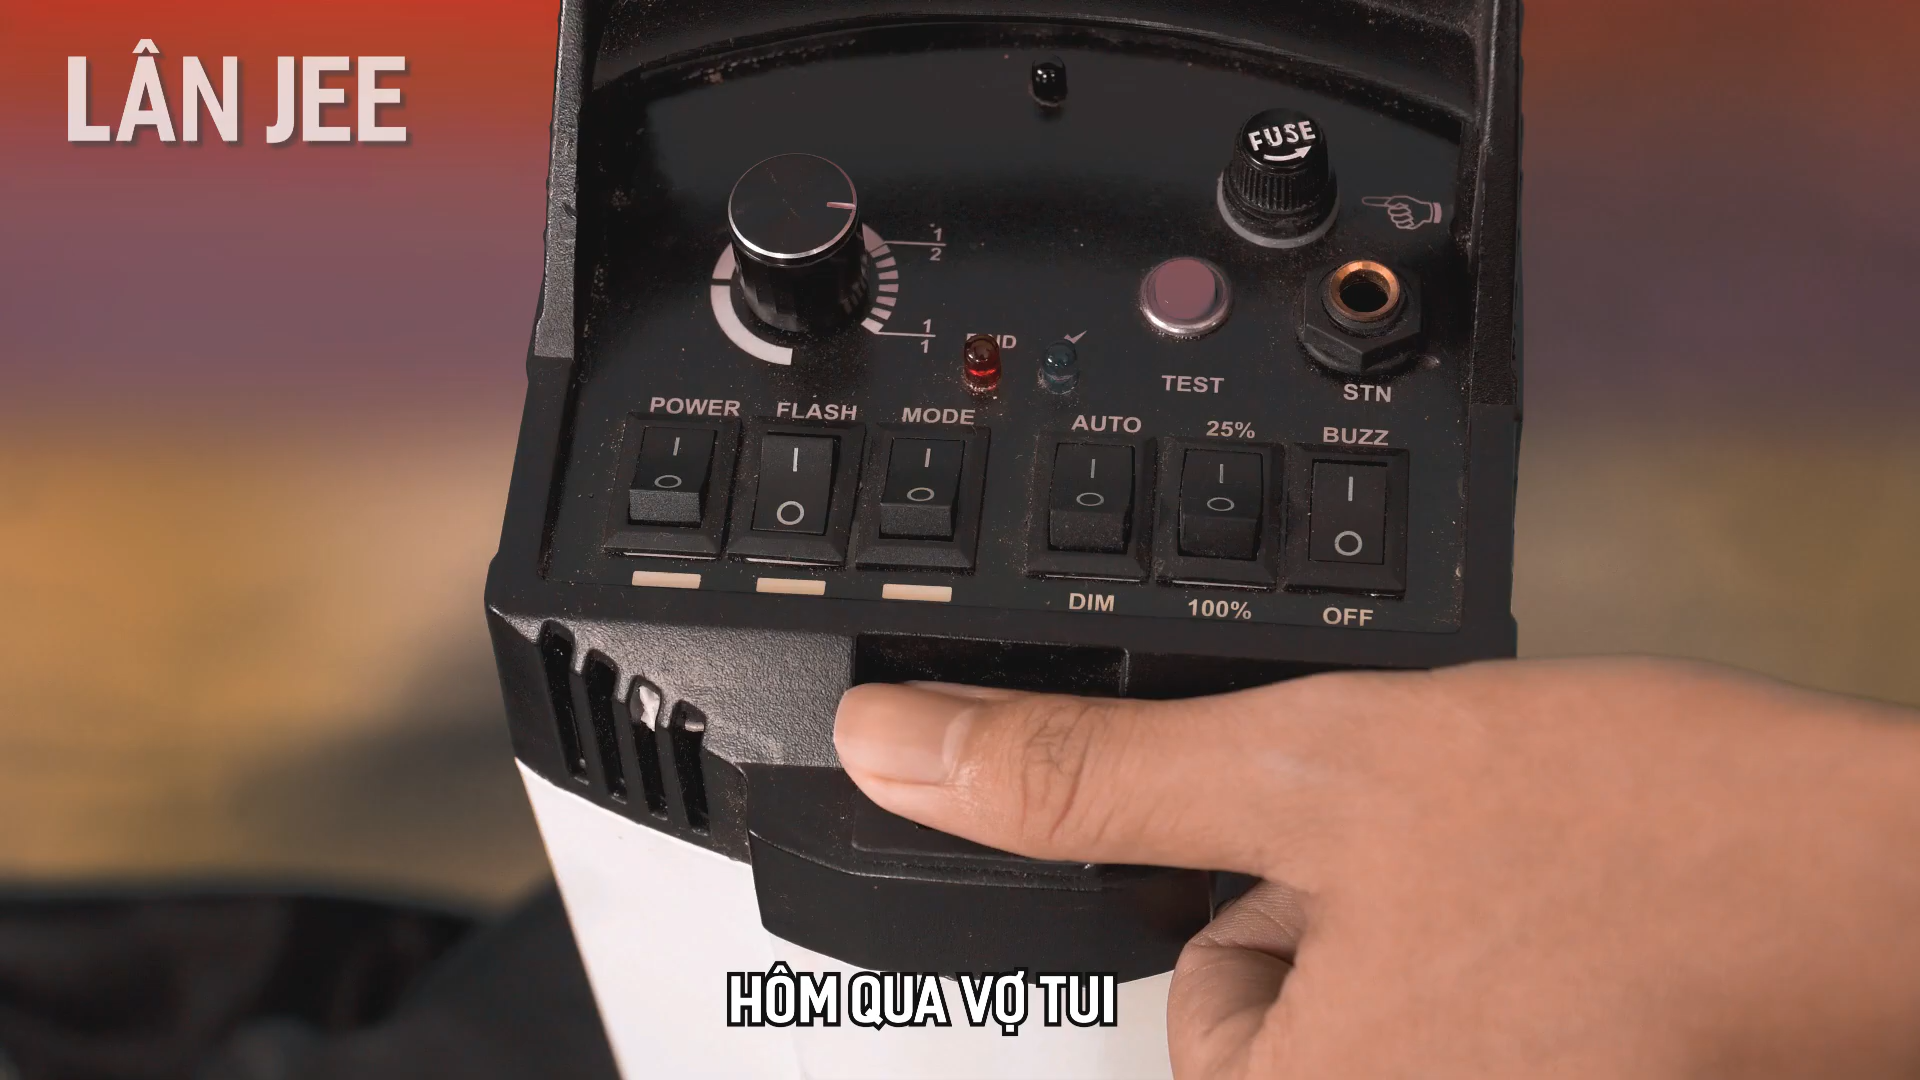 LÂN JEE
FUSE
1
2
1
1
TEST
STN
POWER
FLASH
MODE
AUTO
25%
BUZZ
DIM
100%
OFF
HÔM QUA VỢ TUI